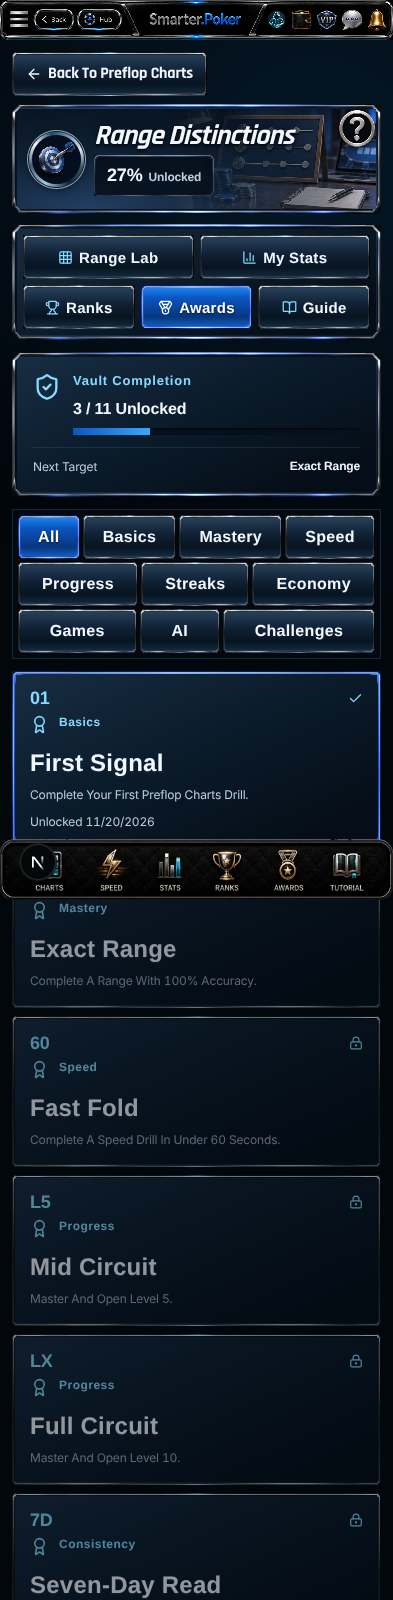 Back
Hub
Smarter.Poker
VIP
Back To Preflop Charts
Range Distinctions
?
27% Unlocked
Range Lab
My Stats
Ranks
Awards
Guide
Vault Completion
3 / 11 Unlocked
Next Target
Exact Range
All
Basics
Mastery
Speed
Progress
Streaks
Economy
Games
AI
Challenges
01
Basics
First Signal
Complete Your First Preflop Charts Drill.
Unlocked 11/20/2026
N
CHARTS
SPEED
STATS
RANKS
AWARDS
TUTORIAL
Mastery
Exact Range
Complete A Range With 100% Accuracy.
60
Speed
Fast Fold
Complete A Speed Drill In Under 60 Seconds.
L5
Progress
Mid Circuit
Master And Open Level 5.
LX
Progress
Full Circuit
Master And Open Level 10.
7D
Consistency
Seven-Day Read